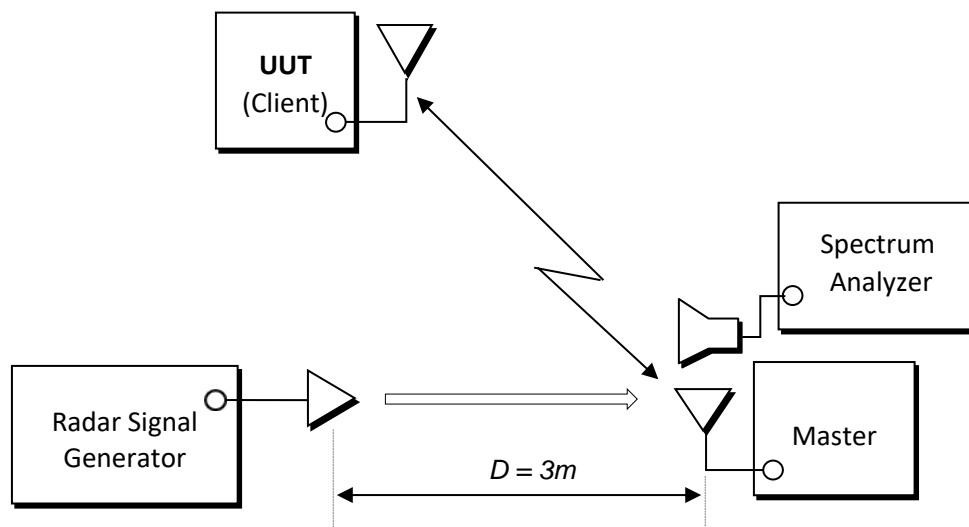 UUT
(Client)
Spectrum
Analyzer
Radar Signal
Generator
Master
D = 3m